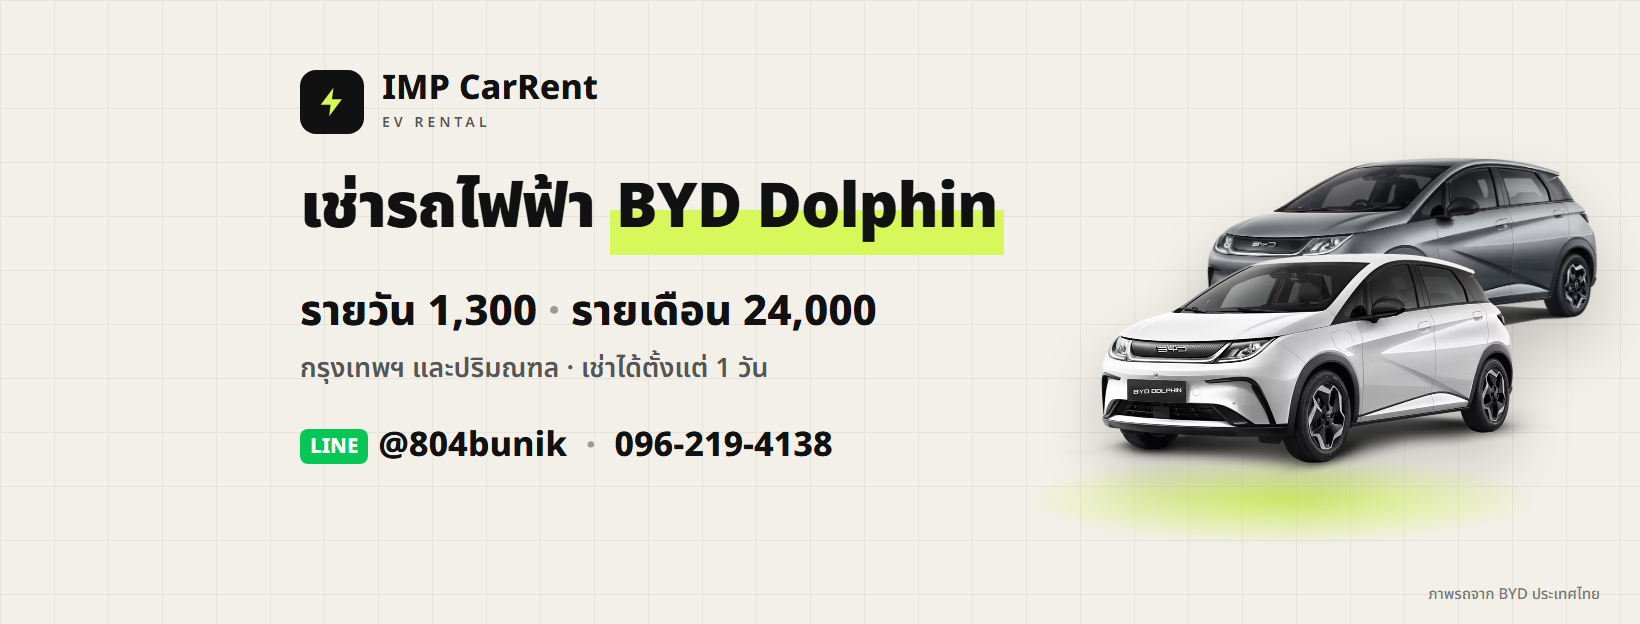 IMP CarRent
EV RENTAL
เช่ารถไฟฟ้า BYD Dolphin
รายวัน 1,300 · รายเดือน 24,000
กรุงเทพฯ และปริมณฑล · เช่าได้ตั้งแต่ 1 วัน
LINE @804bunik · 096-219-4138
BYD
BYD
BYD DOLPHIN
ภาพรถจาก BYD ประเทศไทย